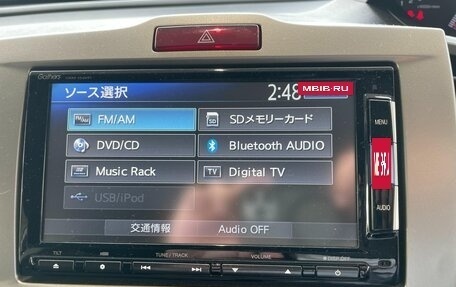 Gathers
ソース選択
2:48
MBIB.RU
FM/AM
SDメモリーカード
DVD/CD
Bluetooth AUDIO
Music Rack
Digital TV
USB/iPod
交通情報
Audio OFF
MENU
AUDIO
TILT
TUNE/TRACK
VOLUME
DISP OFF